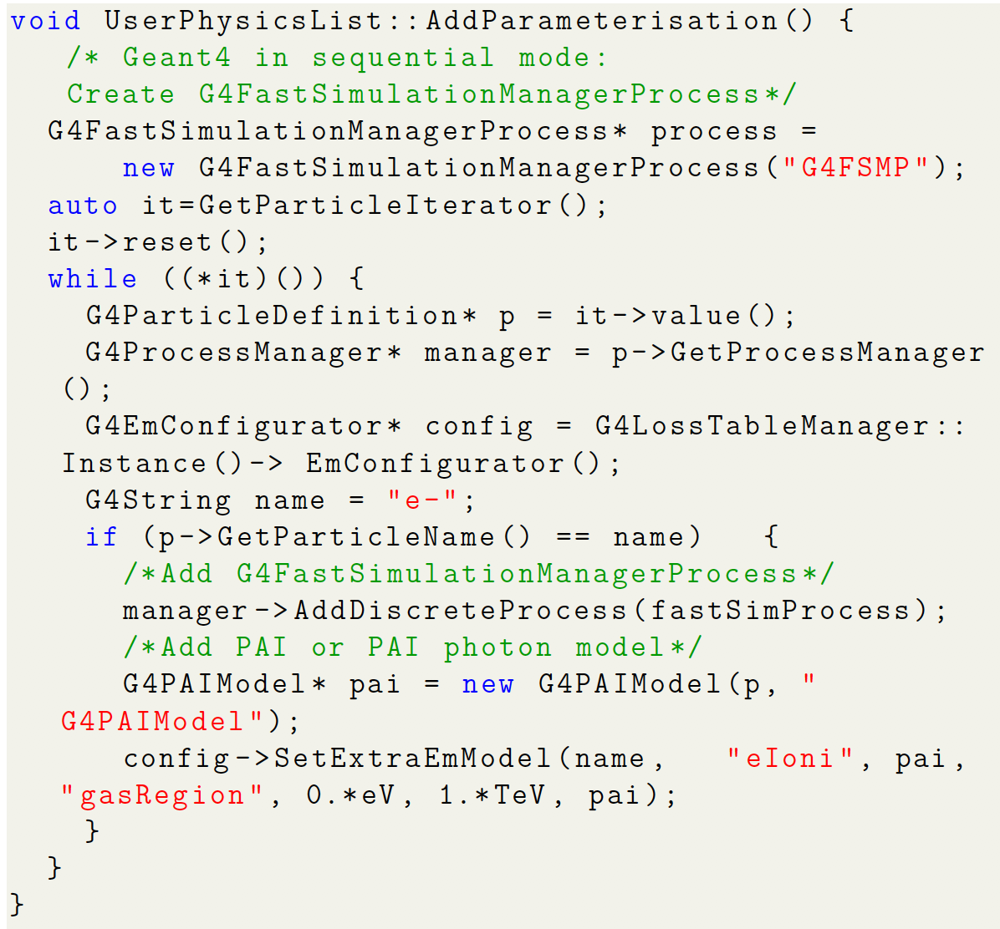 void UserPhysicsList::AddParameterisation() {
/* Geant4 in sequential mode:
Create G4FastSimulationManagerProcess*/
G4FastSimulationManagerProcess* process =
new G4FastSimulationManagerProcess("G4FSMP");
auto it=GetParticleIterator();
it->reset();
while ((*it)()) {
G4ParticleDefinition* p = it->value();
G4ProcessManager* manager = p->GetProcessManager
();
G4EmConfigurator* config = G4LossTableManager::
Instance()-> EmConfigurator();
G4String name = "e-";
if (p->GetParticleName() == name) {
/*Add G4FastSimulationManagerProcess*/
manager->AddDiscreteProcess(fastSimProcess);
/*Add PAI or PAI photon model*/
G4PAIModel* pai = new G4PAIModel(p, "
G4PAIModel");
config->SetExtraEmModel(name, "eIoni", pai,
"gasRegion", 0.*eV, 1.*TeV, pai);
}
}
}